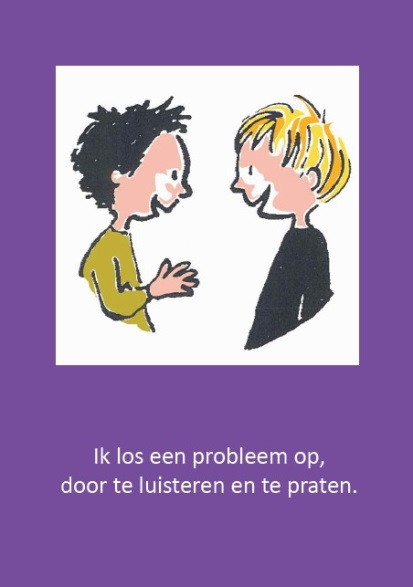 Ik los een probleem op,
door te luisteren en te praten.